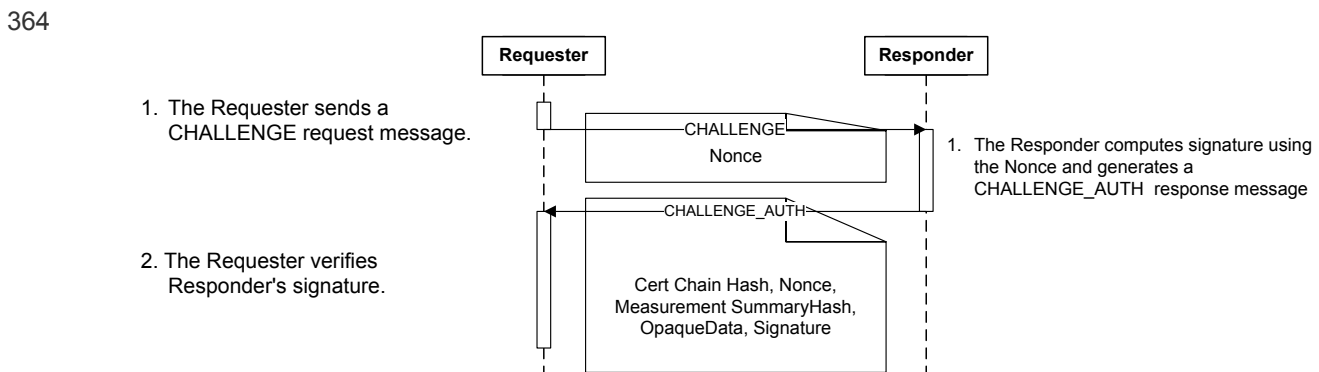 364
Requester
Responder
1. The Requester sends a
CHALLENGE request message.
CHALLENGE
Nonce
1. The Responder computes signature using
the Nonce and generates a
CHALLENGE_AUTH response message
CHALLENGE_AUTH
2. The Requester verifies
Responder's signature.
Cert Chain Hash, Nonce,
Measurement SummaryHash,
OpaqueData, Signature